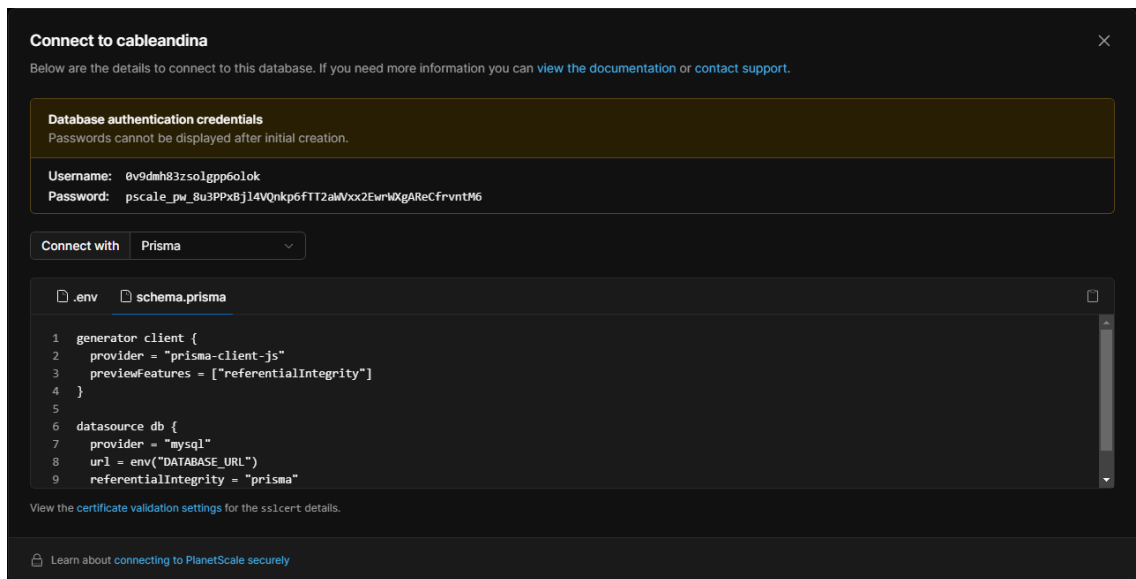 Connect to cableandina
Below are the details to connect to this database. If you need more information you can view the documentation or contact support.
Database authentication credentials
Passwords cannot be displayed after initial creation.
Username: 0v9dmh83zsolgpp6olok
Password: pscale_pw_8u3PPxBjl4VQnkp6fTT2aWVxx2EwrWXgAReCfrvntM6
Connect with Prisma
.env schema.prisma
1 generator client {
2 provider = "prisma-client-js"
3 previewFeatures = ["referentialIntegrity"]
4 }
5
6 datasource db {
7 provider = "mysql"
8 url = env("DATABASE_URL")
9 referentialIntegrity = "prisma"
View the certificate validation settings for the sslcert details.
Learn about connecting to PlanetScale securely